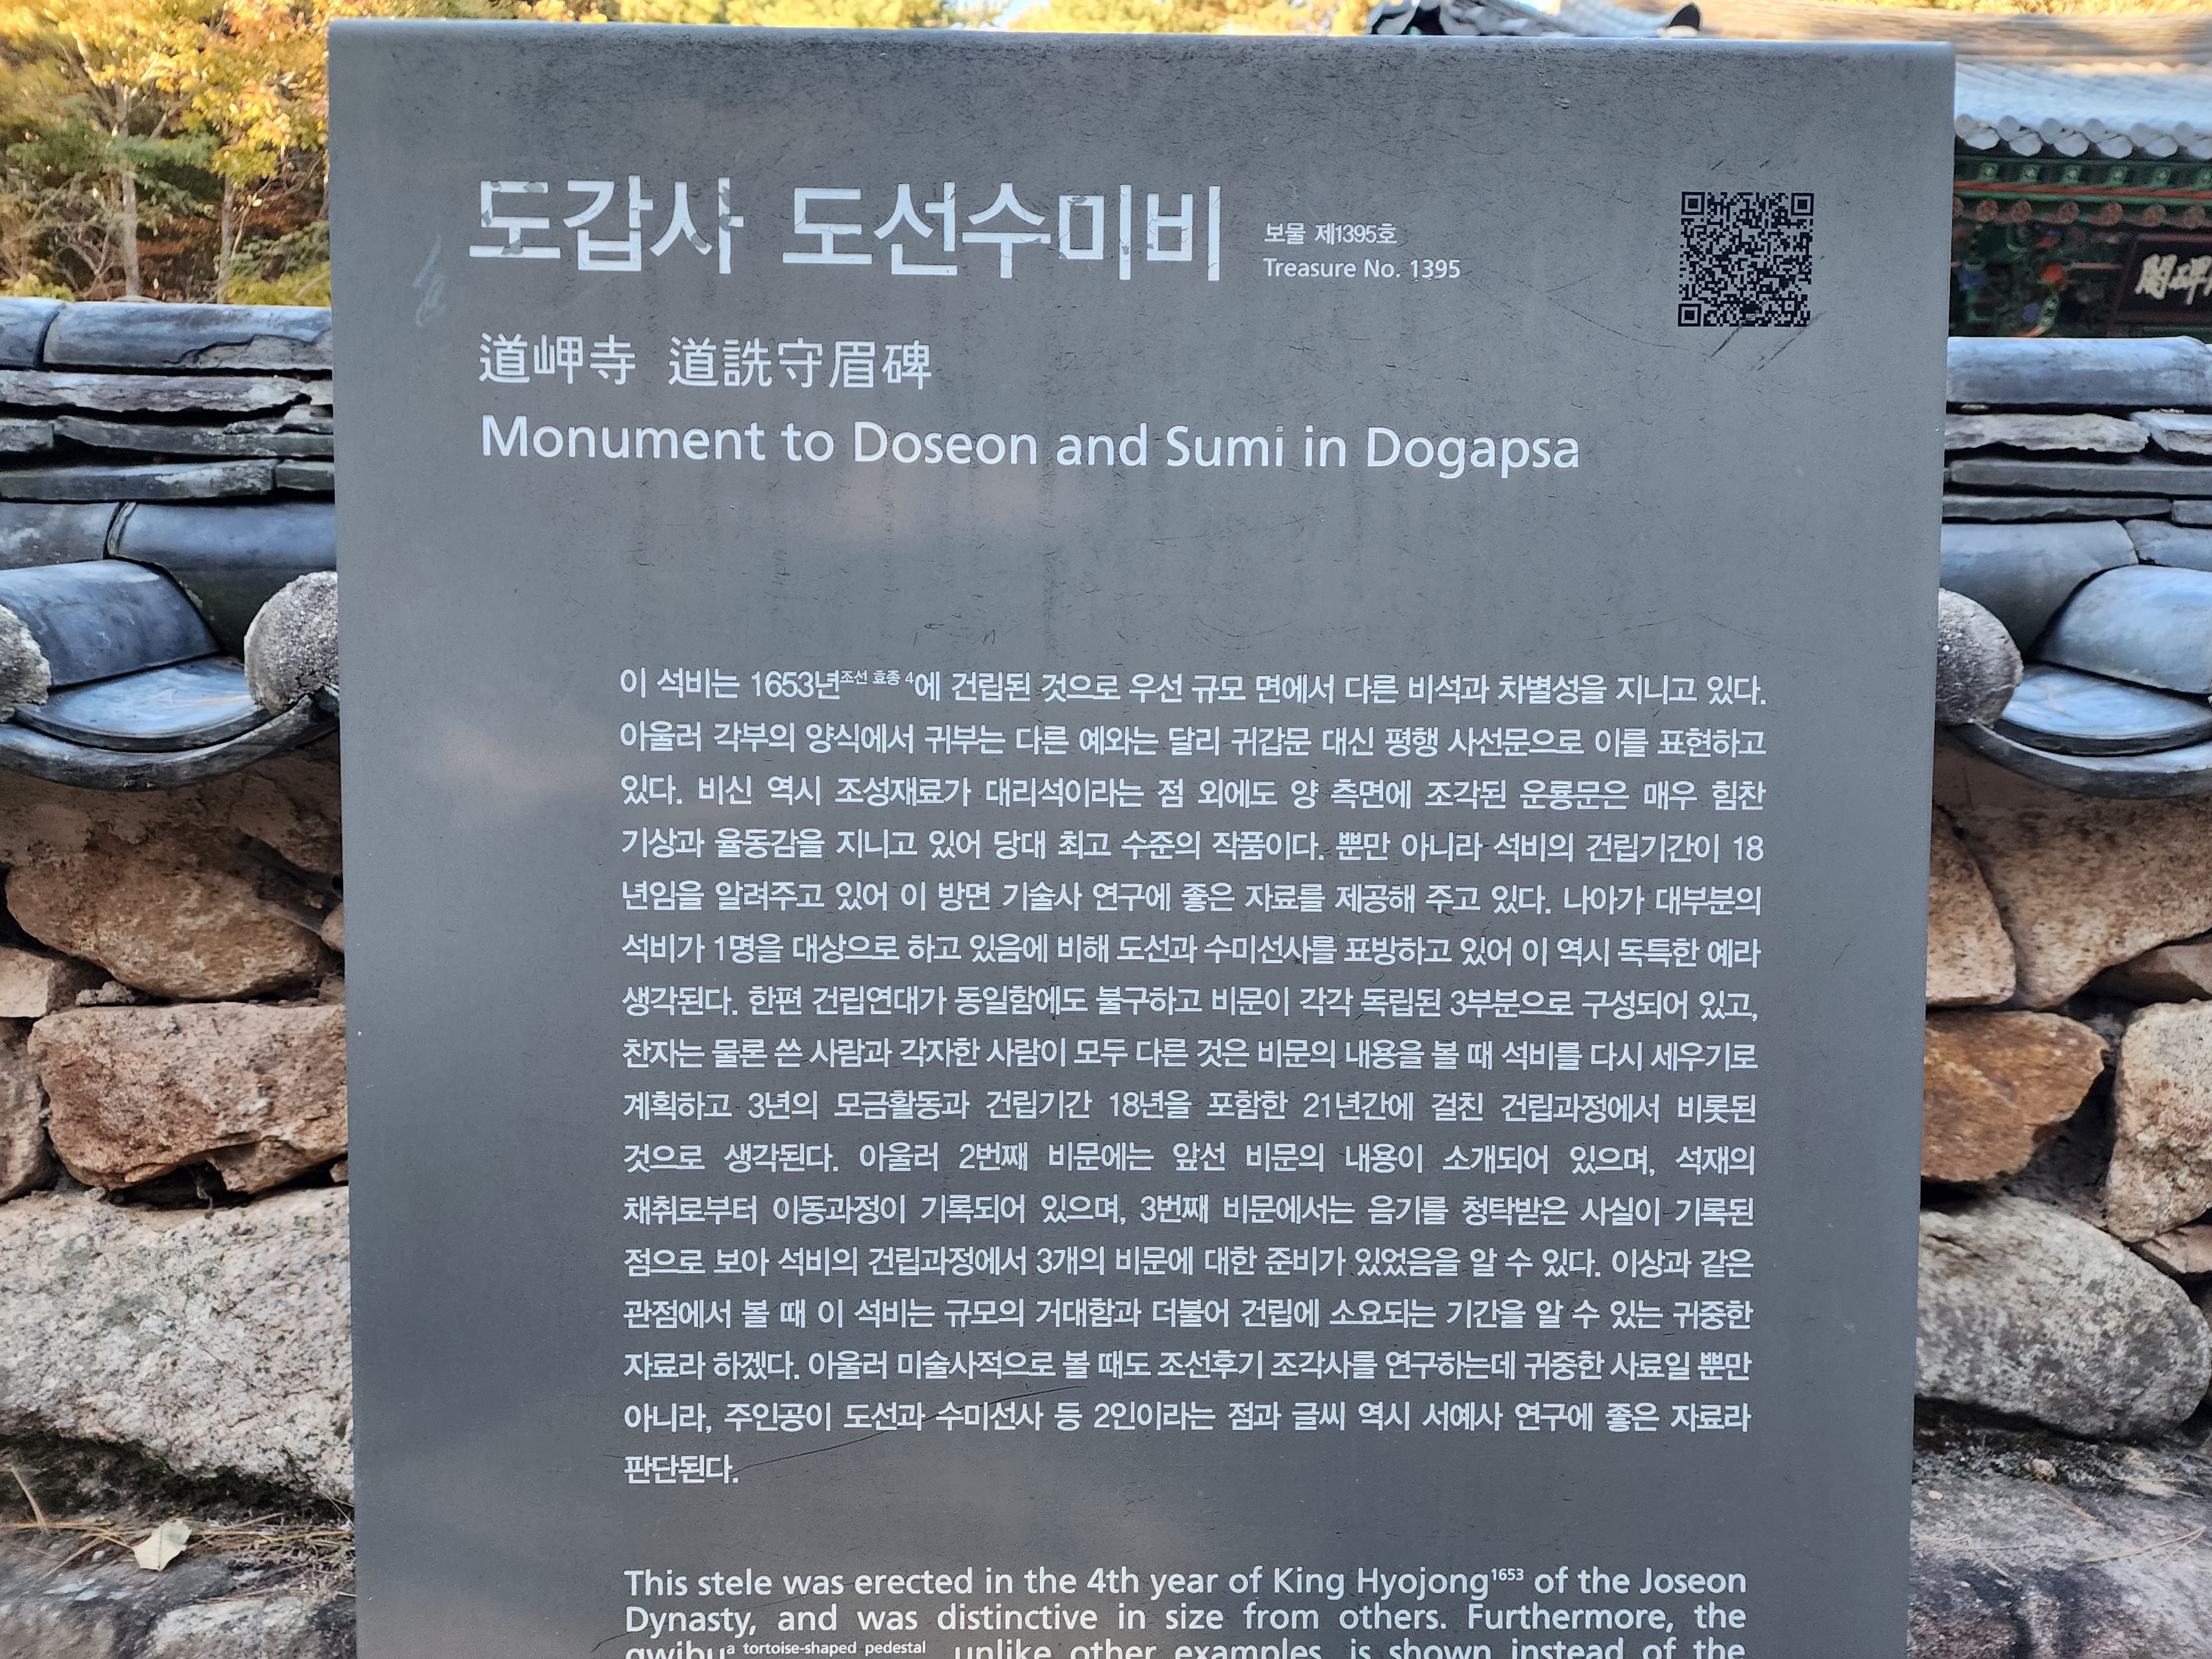 도갑사 도선수미비
보물 제1395호
Treasure No. 1395
道岬寺 道詵守眉碑
Monument to Doseon and Sumi in Dogapsa
이 석비는 1653년조선 효종 4에 건립된 것으로 우선 규모 면에서 다른 비석과 차별성을 지니고 있다.
아울러 각부의 양식에서 귀부는 다른 예와는 달리 귀갑문 대신 평행 사선문으로 이를 표현하고
있다. 비신 역시 조성재료가 대리석이라는 점 외에도 양 측면에 조각된 운룡문은 매우 힘찬
기상과 율동감을 지니고 있어 당대 최고 수준의 작품이다. 뿐만 아니라 석비의 건립기간이 18
년임을 알려주고 있어 이 방면 기술사 연구에 좋은 자료를 제공해 주고 있다. 나아가 대부분의
석비가 1명을 대상으로 하고 있음에 비해 도선과 수미선사를 표방하고 있어 이 역시 독특한 예라
생각된다. 한편 건립연대가 동일함에도 불구하고 비문이 각각 독립된 3부분으로 구성되어 있고,
찬자는 물론 쓴 사람과 각자한 사람이 모두 다른 것은 비문의 내용을 볼 때 석비를 다시 세우기로
계획하고 3년의 모금활동과 건립기간 18년을 포함한 21년간에 걸친 건립과정에서 비롯된
것으로 생각된다. 아울러 2번째 비문에는 앞선 비문의 내용이 소개되어 있으며, 석재의
채취로부터 이동과정이 기록되어 있으며, 3번째 비문에서는 음기를 청탁받은 사실이 기록된
점으로 보아 석비의 건립과정에서 3개의 비문에 대한 준비가 있었음을 알 수 있다. 이상과 같은
관점에서 볼 때 이 석비는 규모의 거대함과 더불어 건립에 소요되는 기간을 알 수 있는 귀중한
자료라 하겠다. 아울러 미술사적으로 볼 때도 조선후기 조각사를 연구하는데 귀중한 사료일 뿐만
아니라, 주인공이 도선과 수미선사 등 2인이라는 점과 글씨 역시 서예사 연구에 좋은 자료라
판단된다.
This stele was erected in the 4th year of King Hyojong1653 of the Joseon
Dynasty, and was distinctive in size from others. Furthermore, the
gwibua tortoise-shaped pedestal unlike other examples, is shown instead of the